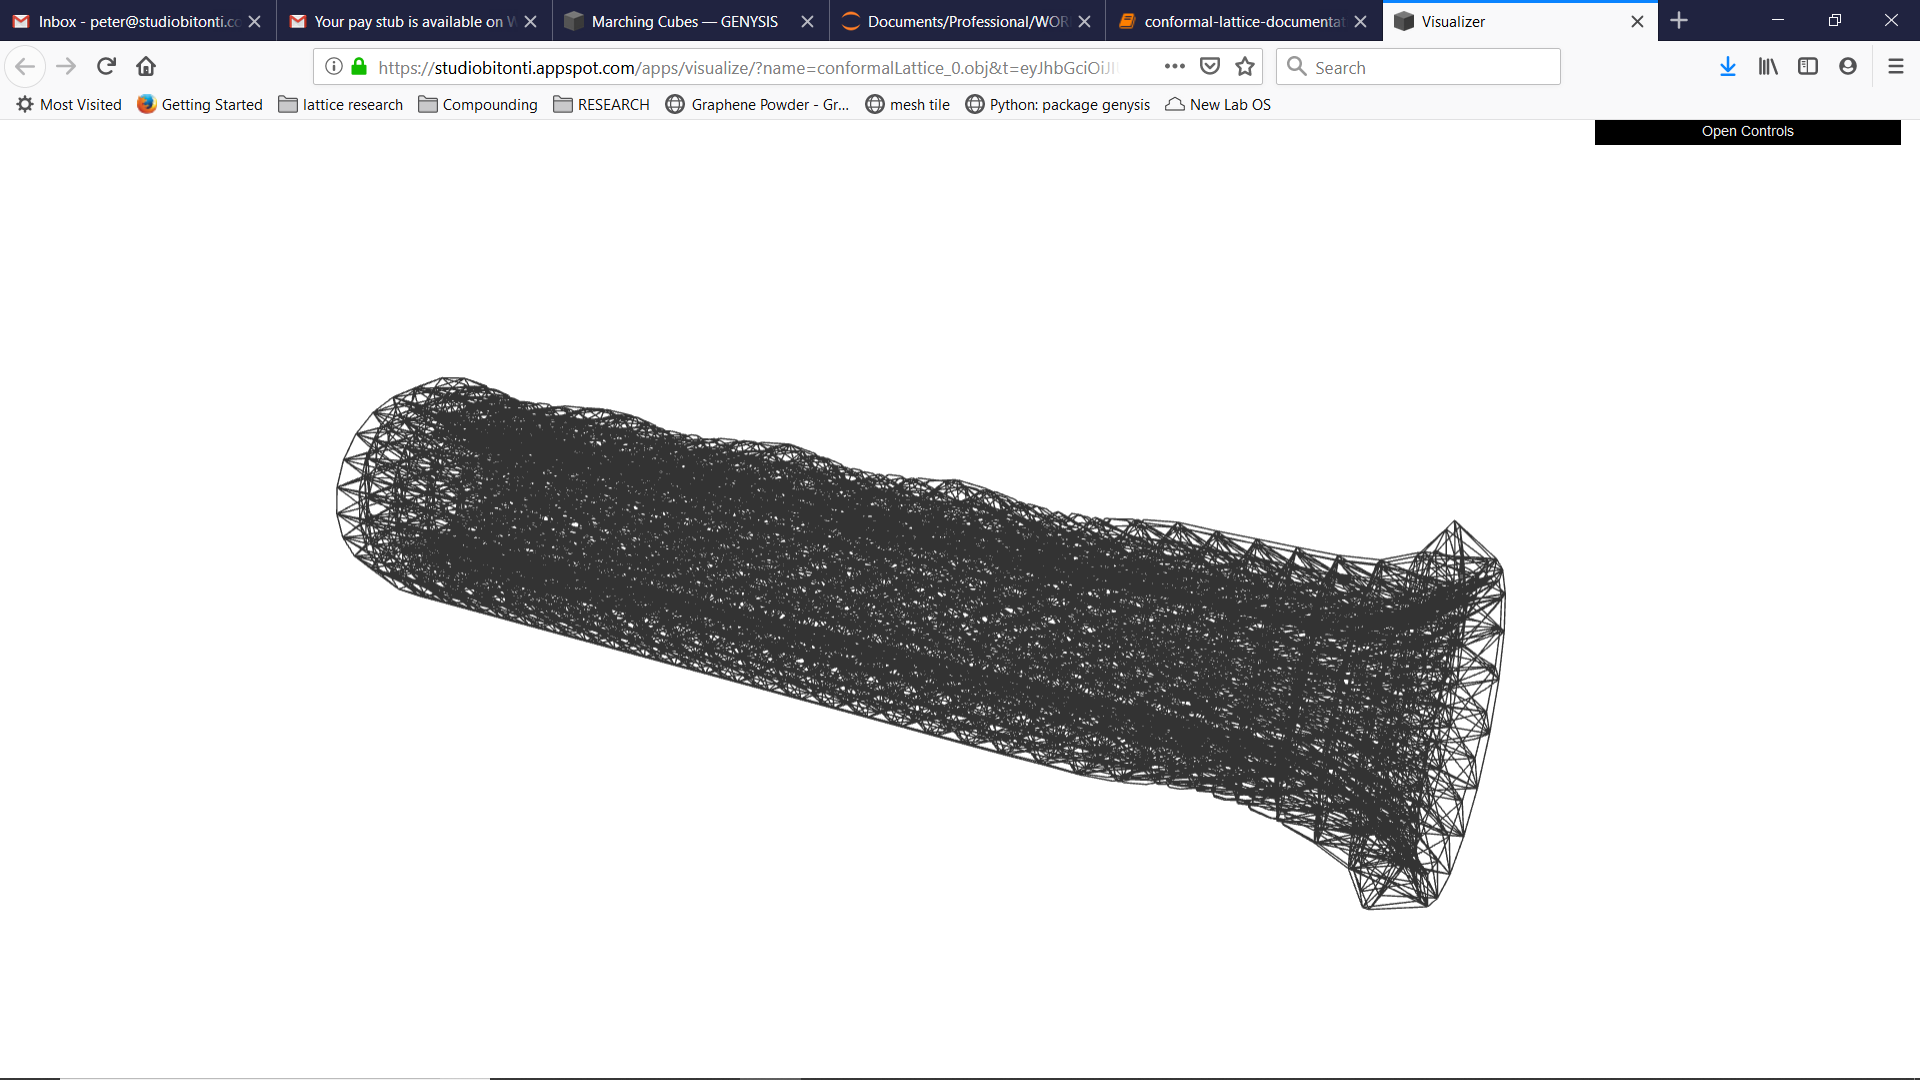 Inbox - peter@studiobitonti.co
Your pay stub is available on W
Marching Cubes — GENYSIS
Documents/Professional/WOR
conformal-lattice-documentat
Visualizer
https://studiobitonti.appspot.com/apps/visualize/?name=conformalLattice_0.obj&t=eyJhbGciOiJI
Search
Most Visited
Getting Started
lattice research
Compounding
RESEARCH
Graphene Powder - Gr...
mesh tile
Python: package genysis
New Lab OS
Open Controls